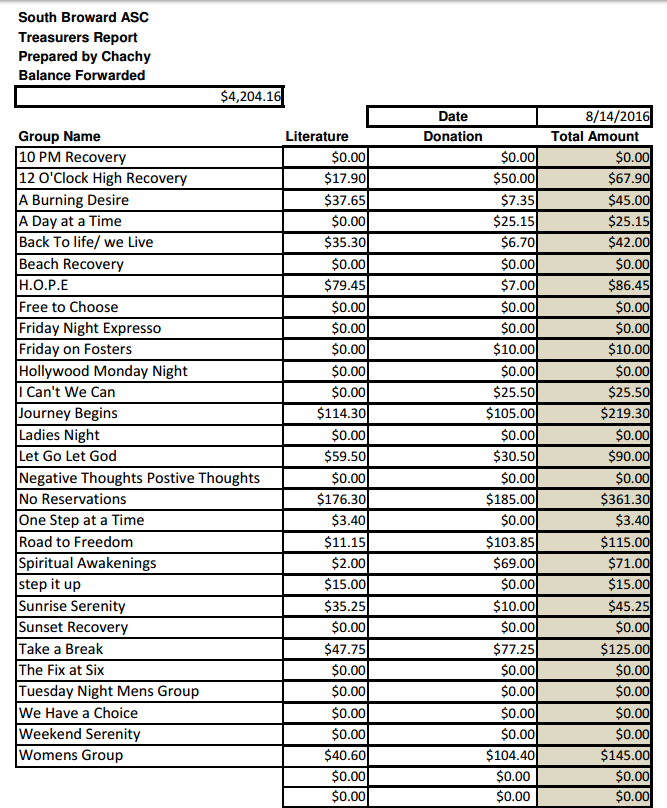 South Broward ASC
Treasurers Report
Prepared by Chachy
Balance Forwarded
$4,204.16
Date 8/14/2016
Group Name Literature Donation Total Amount
10 PM Recovery $0.00 $0.00 $0.00
12 O'Clock High Recovery $17.90 $50.00 $67.90
A Burning Desire $37.65 $7.35 $45.00
A Day at a Time $0.00 $25.15 $25.15
Back To life/ we Live $35.30 $6.70 $42.00
Beach Recovery $0.00 $0.00 $0.00
H.O.P.E $79.45 $7.00 $86.45
Free to Choose $0.00 $0.00 $0.00
Friday Night Expresso $0.00 $0.00 $0.00
Friday on Fosters $0.00 $10.00 $10.00
Hollywood Monday Night $0.00 $0.00 $0.00
I Can't We Can $0.00 $25.50 $25.50
Journey Begins $114.30 $105.00 $219.30
Ladies Night $0.00 $0.00 $0.00
Let Go Let God $59.50 $30.50 $90.00
Negative Thoughts Postive Thoughts $0.00 $0.00 $0.00
No Reservations $176.30 $185.00 $361.30
One Step at a Time $3.40 $0.00 $3.40
Road to Freedom $11.15 $103.85 $115.00
Spiritual Awakenings $2.00 $69.00 $71.00
step it up $15.00 $0.00 $15.00
Sunrise Serenity $35.25 $10.00 $45.25
Sunset Recovery $0.00 $0.00 $0.00
Take a Break $47.75 $77.25 $125.00
The Fix at Six $0.00 $0.00 $0.00
Tuesday Night Mens Group $0.00 $0.00 $0.00
We Have a Choice $0.00 $0.00 $0.00
Weekend Serenity $0.00 $0.00 $0.00
Womens Group $40.60 $104.40 $145.00
$0.00 $0.00 $0.00
$0.00 $0.00 $0.00